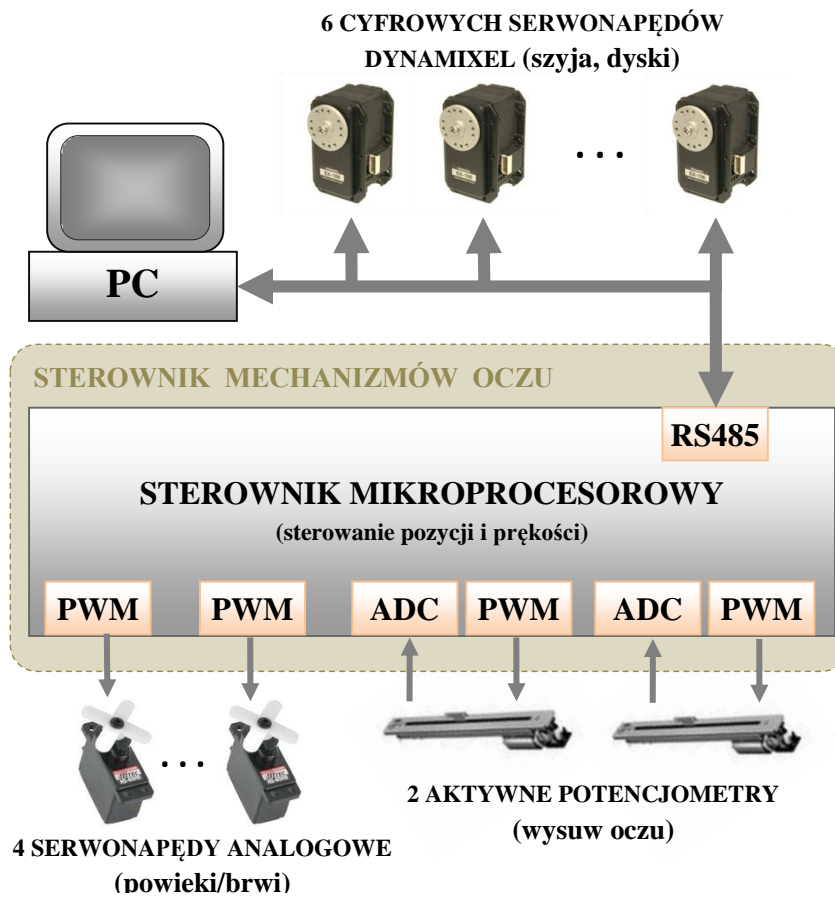 6 CYFROWYCH SERWONAPĘDÓW
DYNAMIXEL (szyja, dyski)
. . .
PC
STEROWNIK MECHANIZMÓW OCZU
RS485
STEROWNIK MIKROPROCESOROWY
(sterowanie pozycji i prękości)
PWM PWM ADC PWM ADC PWM
. . .
2 AKTYWNE POTENCJOMETRY
(wysuw oczu)
4 SERWONAPĘDY ANALOGOWE
(powieki/brwi)